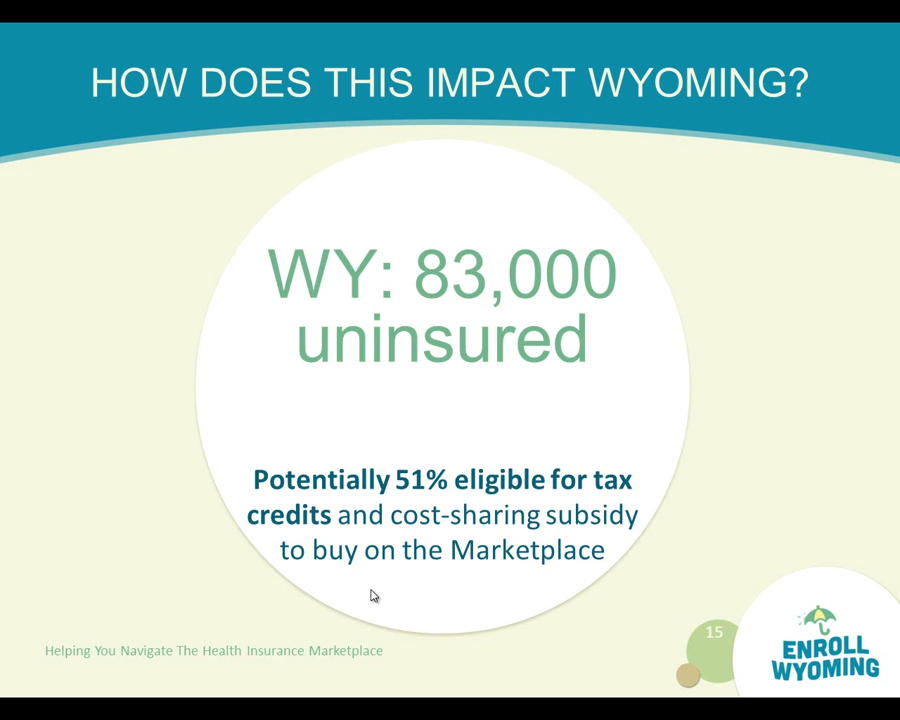 HOW DOES THIS IMPACT WYOMING?
WY: 83,000
uninsured
Potentially 51% eligible for tax
credits and cost-sharing subsidy
to buy on the Marketplace
15
Helping You Navigate The Health Insurance Marketplace
ENROLL
WYOMING